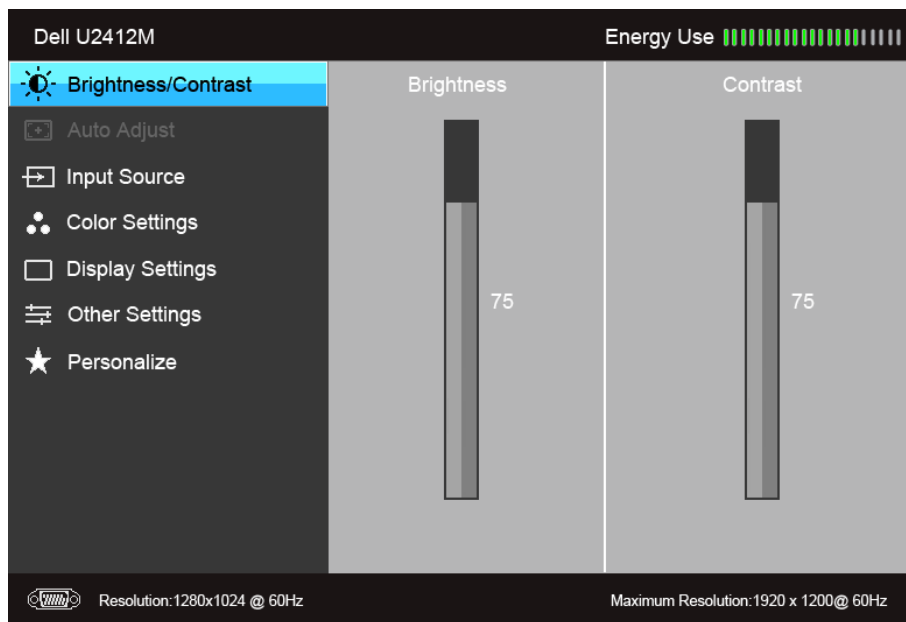 Dell U2412M
Energy Use
Brightness/Contrast
Auto Adjust
Input Source
Color Settings
Display Settings
Other Settings
Personalize
Brightness
75
Contrast
75
Resolution:1280x1024 @ 60Hz
Maximum Resolution:1920 x 1200@ 60Hz